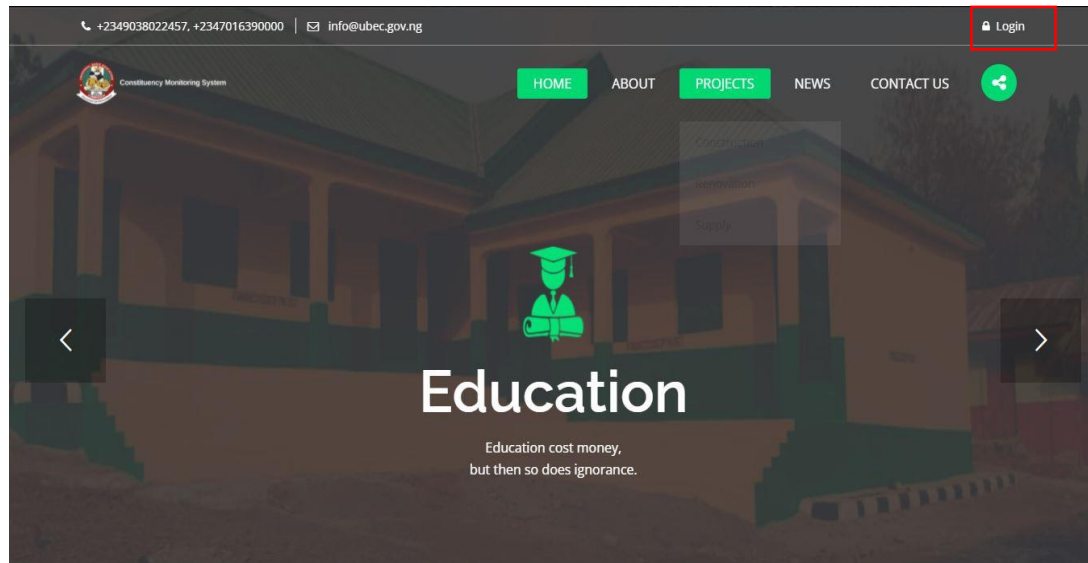 +2349038022457, +2347016390000 info@ubec.gov.ng Login
Constituency Monitoring System HOME ABOUT PROJECTS NEWS CONTACT US
Construction
Renovation
Supply
Education
Education cost money,
but then so does ignorance.